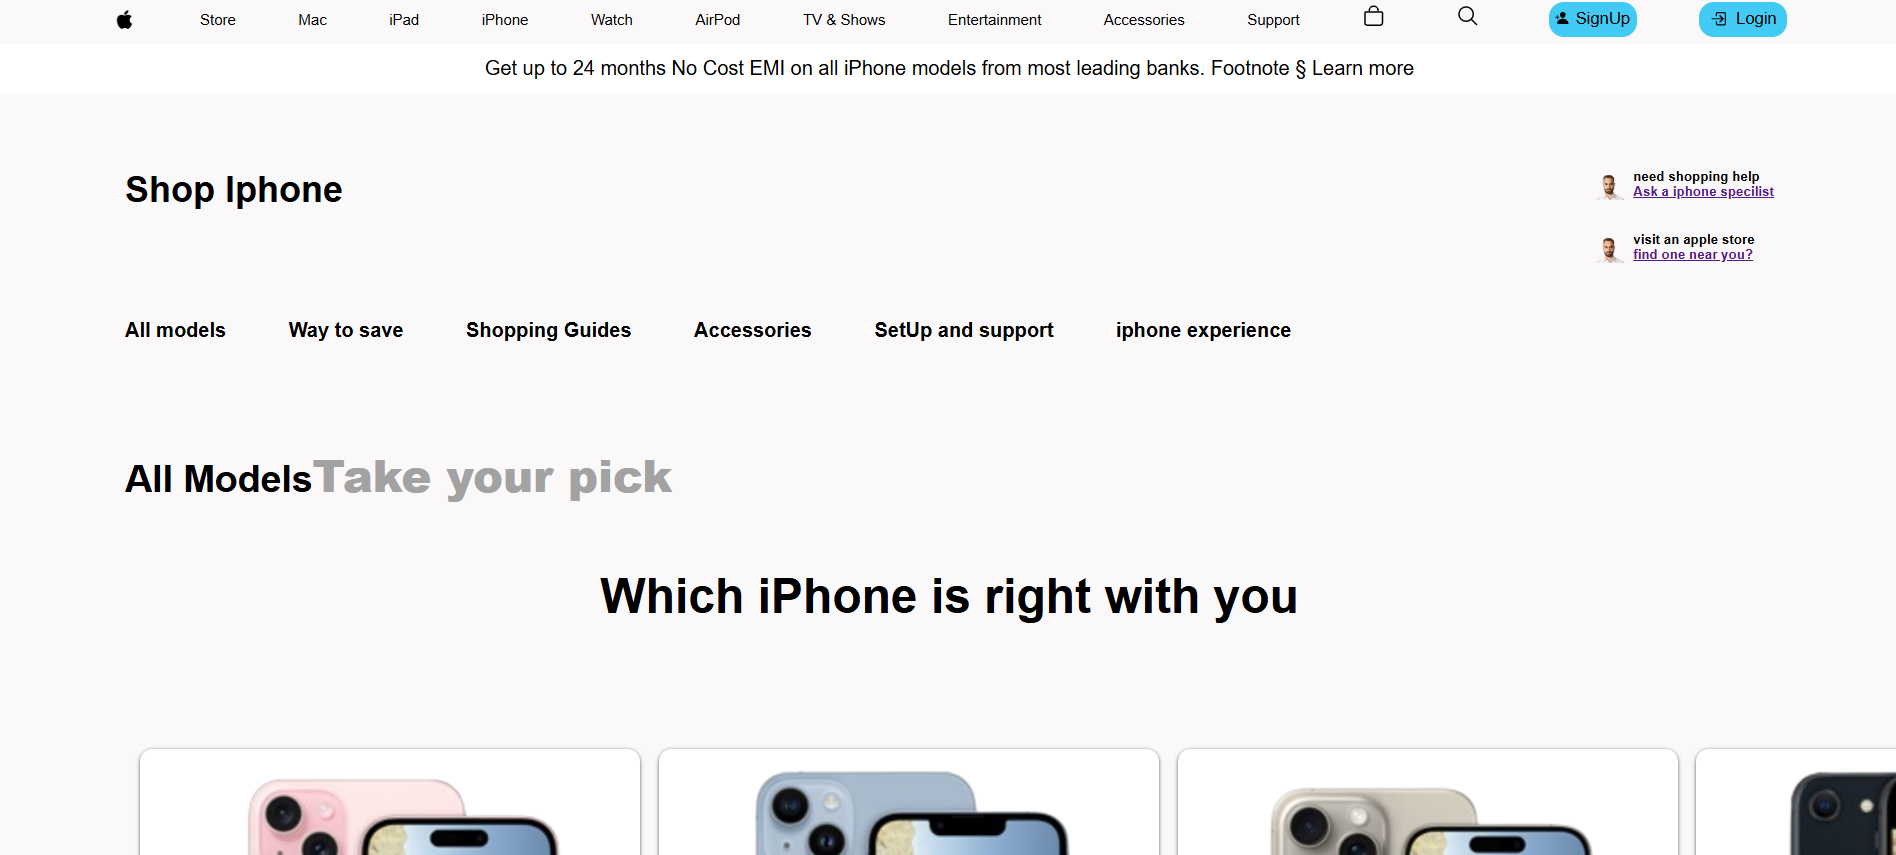 Store Mac iPad iPhone Watch AirPod TV & Shows Entertainment Accessories Support SignUp Login
Get up to 24 months No Cost EMI on all iPhone models from most leading banks. Footnote § Learn more
Shop Iphone
need shopping help
Ask a iphone specilist
visit an apple store
find one near you?
All models Way to save Shopping Guides Accessories SetUp and support iphone experience
All Models Take your pick
Which iPhone is right with you